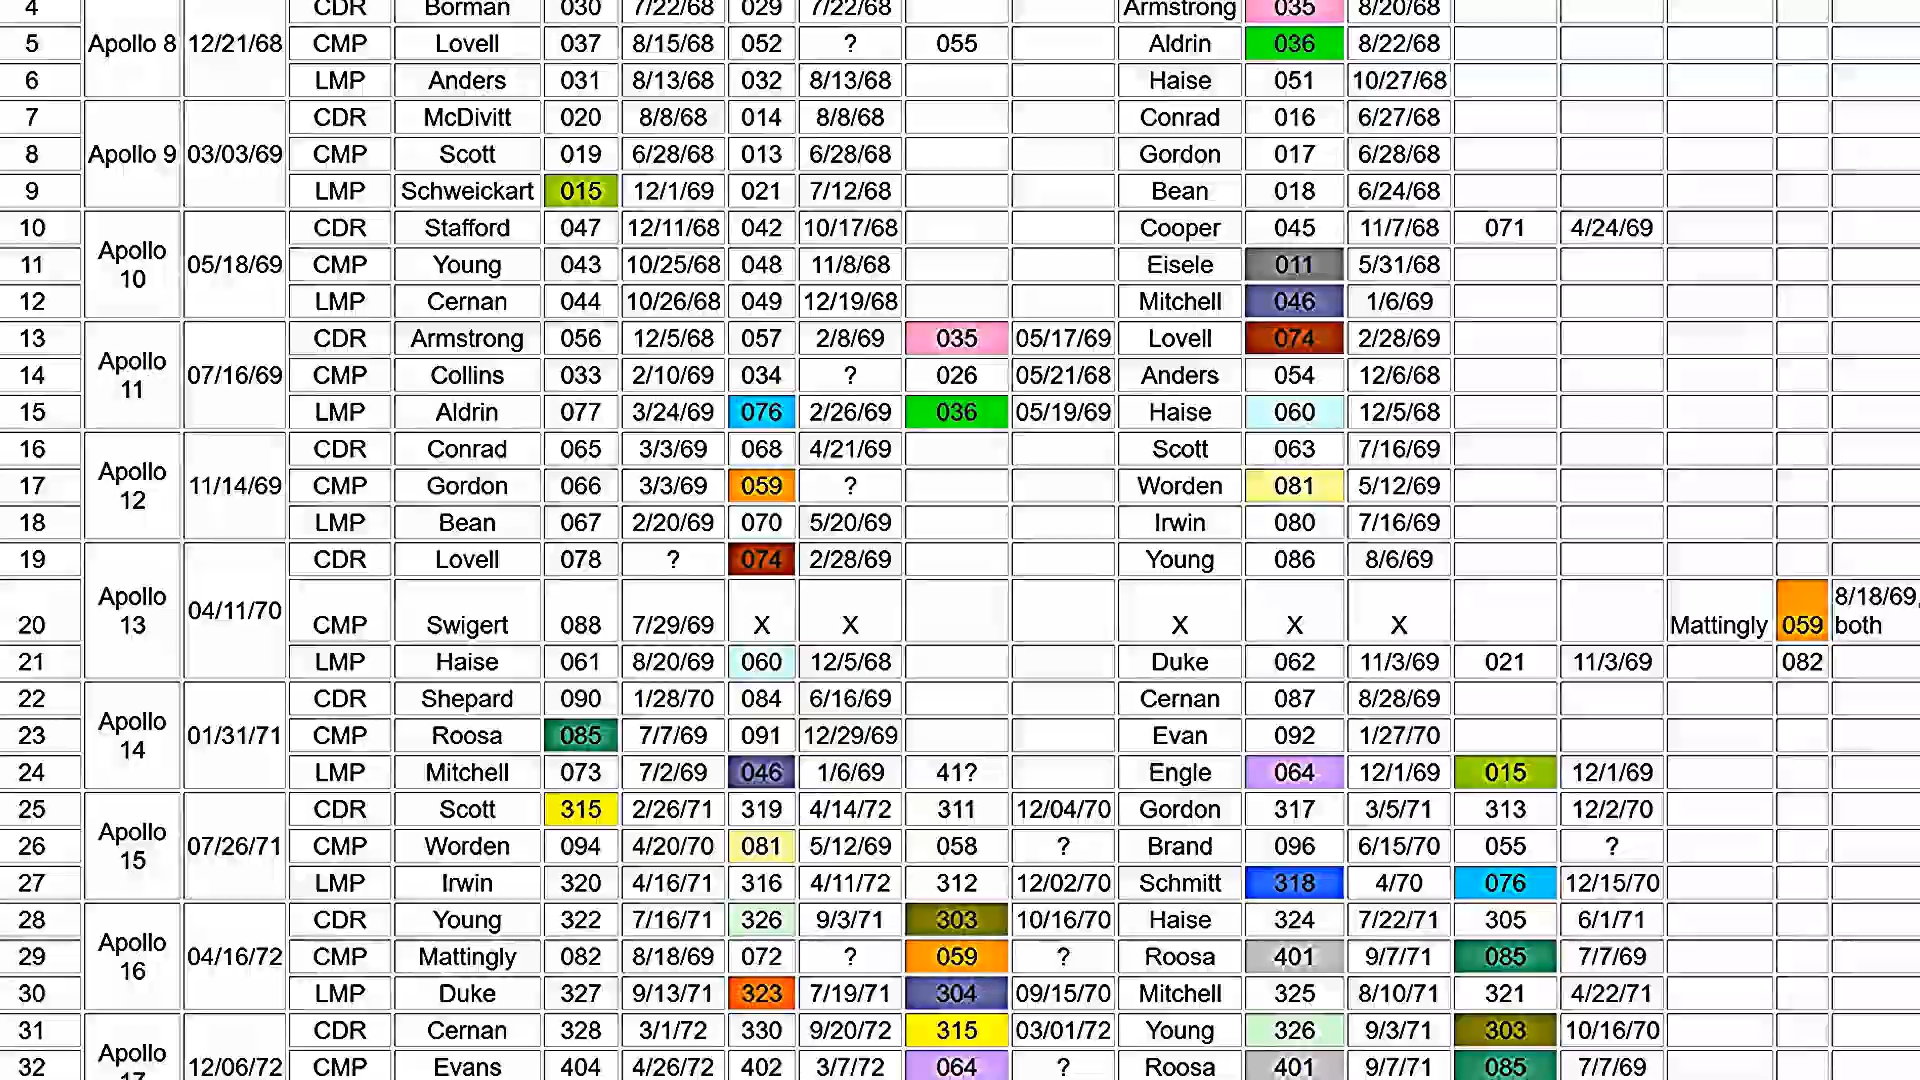 4 CDR Borman 030 7/22/68 029 7/22/68 Armstrong 035 8/20/68
5 Apollo 8 12/21/68 CMP Lovell 037 8/15/68 052 ? 055 Aldrin 036 8/22/68
6 LMP Anders 031 8/13/68 032 8/13/68 Haise 051 10/27/68
7 CDR McDivitt 020 8/8/68 014 8/8/68 Conrad 016 6/27/68
8 Apollo 9 03/03/69 CMP Scott 019 6/28/68 013 6/28/68 Gordon 017 6/28/68
9 LMP Schweickart 015 12/1/69 021 7/12/68 Bean 018 6/24/68
10 CDR Stafford 047 12/11/68 042 10/17/68 Cooper 045 11/7/68 071 4/24/69
11 Apollo 10 05/18/69 CMP Young 043 10/25/68 048 11/8/68 Eisele 011 5/31/68
12 LMP Cernan 044 10/26/68 049 12/19/68 Mitchell 046 1/6/69
13 CDR Armstrong 056 12/5/68 057 2/8/69 035 05/17/69 Lovell 074 2/28/69
14 Apollo 11 07/16/69 CMP Collins 033 2/10/69 034 ? 026 05/21/68 Anders 054 12/6/68
15 LMP Aldrin 077 3/24/69 076 2/26/69 036 05/19/69 Haise 060 12/5/68
16 CDR Conrad 065 3/3/69 068 4/21/69 Scott 063 7/16/69
17 Apollo 12 11/14/69 CMP Gordon 066 3/3/69 059 ? Worden 081 5/12/69
18 LMP Bean 067 2/20/69 070 5/20/69 Irwin 080 7/16/69
19 CDR Lovell 078 ? 074 2/28/69 Young 086 8/6/69
20 Apollo 13 04/11/70 CMP Swigert 088 7/29/69 X X X X X Mattingly 059 8/18/69, both
21 LMP Haise 061 8/20/69 060 12/5/68 Duke 062 11/3/69 021 11/3/69 082
22 CDR Shepard 090 1/28/70 084 6/16/69 Cernan 087 8/28/69
23 Apollo 14 01/31/71 CMP Roosa 085 7/7/69 091 12/29/69 Evan 092 1/27/70
24 LMP Mitchell 073 7/2/69 046 1/6/69 41? Engle 064 12/1/69 015 12/1/69
25 CDR Scott 315 2/26/71 319 4/14/72 311 12/04/70 Gordon 317 3/5/71 313 12/2/70
26 Apollo 15 07/26/71 CMP Worden 094 4/20/70 081 5/12/69 058 ? Brand 096 6/15/70 055 ?
27 LMP Irwin 320 4/16/71 316 4/11/72 312 12/02/70 Schmitt 318 4/70 076 12/15/70
28 CDR Young 322 7/16/71 326 9/3/71 303 10/16/70 Haise 324 7/22/71 305 6/1/71
29 Apollo 16 04/16/72 CMP Mattingly 082 8/18/69 072 ? 059 ? Roosa 401 9/7/71 085 7/7/69
30 LMP Duke 327 9/13/71 323 7/19/71 304 09/15/70 Mitchell 325 8/10/71 321 4/22/71
31 CDR Cernan 328 3/1/72 330 9/20/72 315 03/01/72 Young 326 9/3/71 303 10/16/70
32 Apollo 17 12/06/72 CMP Evans 404 4/26/72 402 3/7/72 064 ? Roosa 401 9/7/71 085 7/7/69